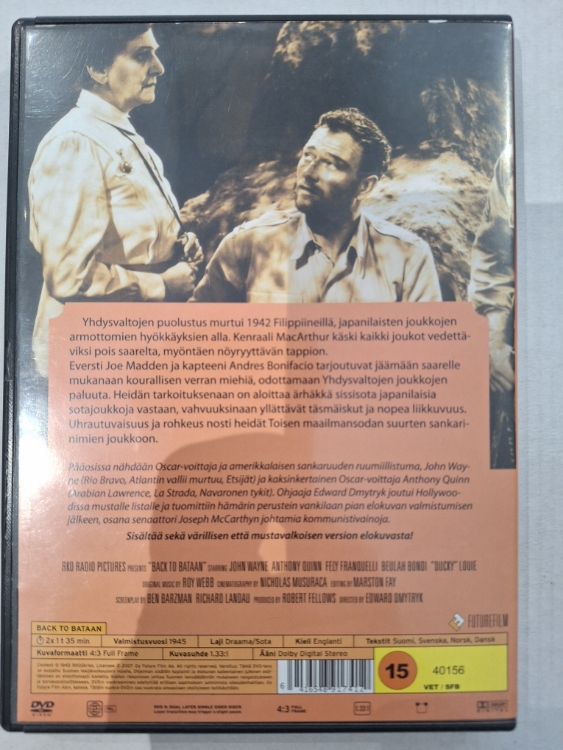 Yhdysvaltojen puolustus murtui 1942 Filippiineillä, japanilaisten joukkojen
armottomien hyökkäyksien alla. Kenraali MacArthur käski kaikki joukot vedettä-
viksi pois saarelta, myöntäen nöyryyttävän tappion.
Eversti Joe Madden ja kapteeni Andres Bonifacio tarjoutuvat jäämään saarelle
mukanaan kourallisen verran miehiä, odottamaan Yhdysvaltojen joukkojen
paluuta. Heidän tarkoituksenaan on aloittaa ärhäkkä sissisota japanilaisia
sotajoukkoja vastaan, vahvuuksinaan yllättävät täsmäiskut ja nopea liikkuvuus.
Uhrautuvaisuus ja rohkeus nosti heidät Toisen maailmansodan suurten sankari-
nimien joukkoon.
Pääosissa nähdään Oscar-voittaja ja amerikkalaisen sankaruuden ruumiillistuma, John Way-
ne (Rio Bravo, Atlantin vallii murtuu, Etsijät) ja kaksinkertainen Oscar-voittaja Anthony Quinn
(Arabian Lawrence, La Strada, Navaronen tykit). Ohjaaja Edward Dmytryk joutui Hollywoo-
dissa mustalle listalle ja tuomittiin hämärin perustein vankilaan pian elokuvan valmistumisen
jälkeen, osana senaattori Joseph McCarthyn johtamia kommunistivainoja.
Sisältää sekä värillisen että mustavalkoisen version elokuvasta!
RKO RADIO PICTURES PRESENTS "BACK TO BATAAN" STARRING JOHN WAYNE ANTHONY QUINN FELY FRANQUELLI BEULAH BONDI "DUCKY" LOUIE
ORIGINAL MUSIC BY ROY WEBB CINEMATOGRAPHY BY NICHOLAS MUSURACA EDITING BY MARSTON FAY
SCREENPLAY BY BEN BARZMAN RICHARD LANDAU PRODUCED BY ROBERT FELLOWS DIRECTED BY EDWARD DMYTRYK
FUTUREFILM
BACK TO BATAAN
2x 1 t 35 min Valmistusvuosi 1945 Laji Draama/Sota Kieli Englanti Tekstit Suomi, Svenska, Norsk, Dansk
Kuvaformaatti 4:3 Full Frame Kuvasuhde 1.33:1 Ääni Dolby Digital Stereo
15
40156
VET / SFB
DVD
4:3 FULL FRAME